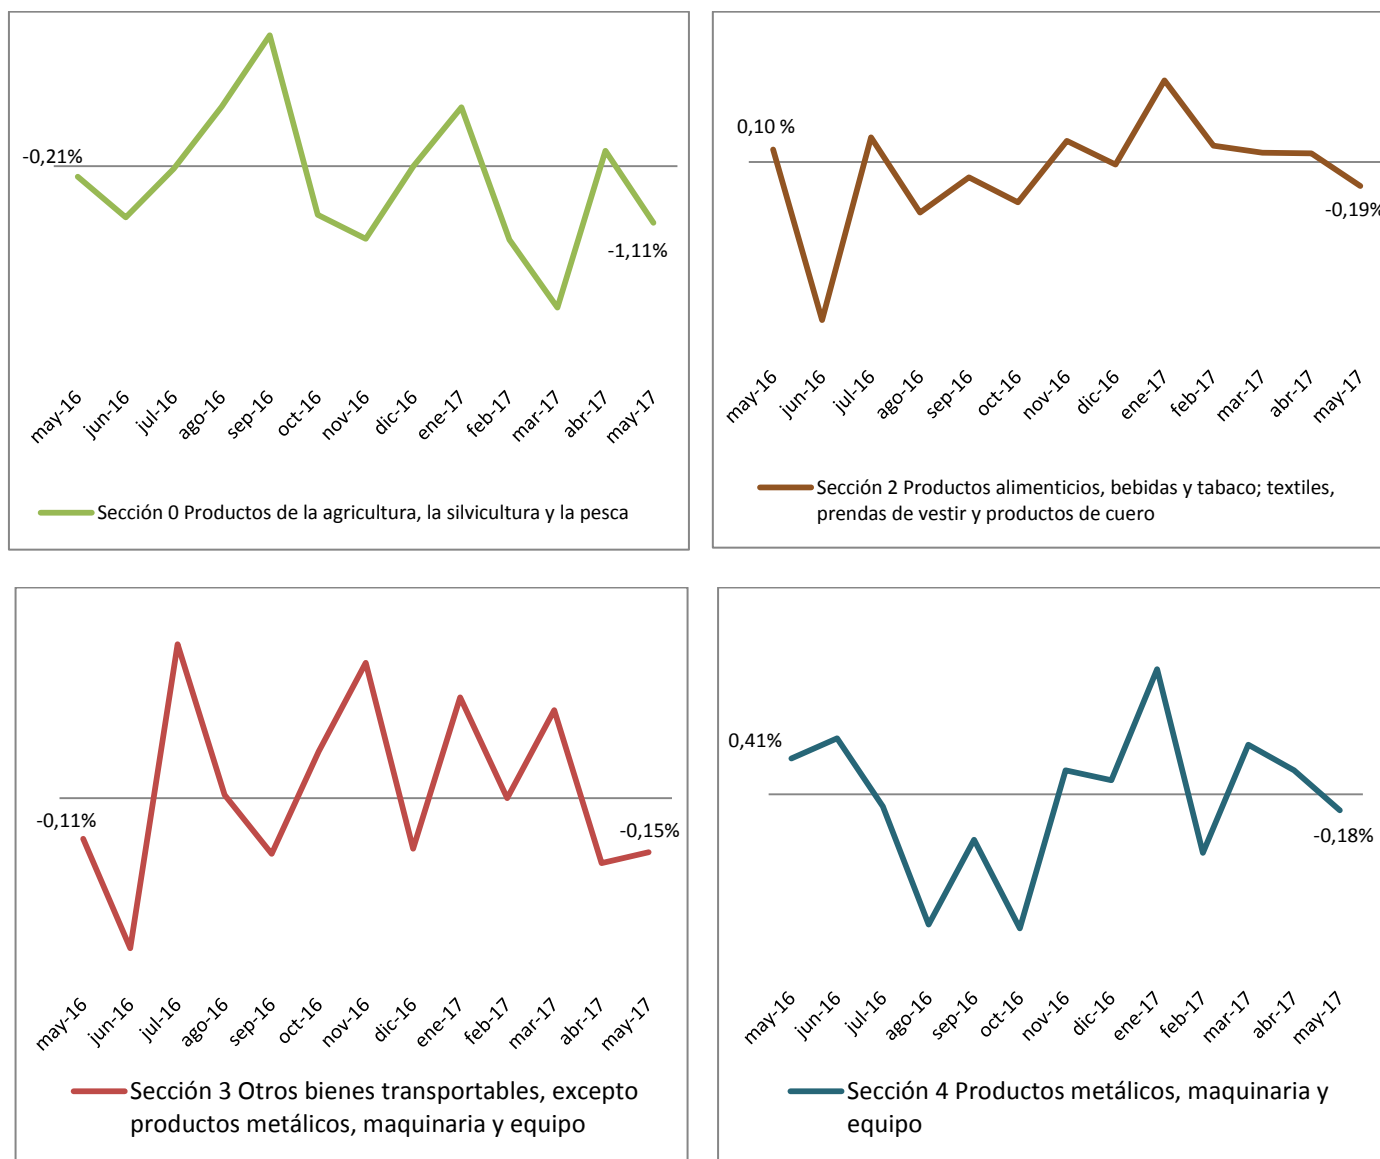 -0,21%
-1,11%
may-16
jun-16
jul-16
ago-16
sep-16
oct-16
nov-16
dic-16
ene-17
feb-17
mar-17
abr-17
may-17
Sección 0 Productos de la agricultura, la silvicultura y la pesca
0,10 %
-0,19%
may-16
jun-16
jul-16
ago-16
sep-16
oct-16
nov-16
dic-16
ene-17
feb-17
mar-17
abr-17
may-17
Sección 2 Productos alimenticios, bebidas y tabaco; textiles,
prendas de vestir y productos de cuero
-0,11%
-0,15%
may-16
jun-16
jul-16
ago-16
sep-16
oct-16
nov-16
dic-16
ene-17
feb-17
mar-17
abr-17
may-17
Sección 3 Otros bienes transportables, excepto
productos metálicos, maquinaria y equipo
0,41%
-0,18%
may-16
jun-16
jul-16
ago-16
sep-16
oct-16
nov-16
dic-16
ene-17
feb-17
mar-17
abr-17
may-17
Sección 4 Productos metálicos, maquinaria y
equipo